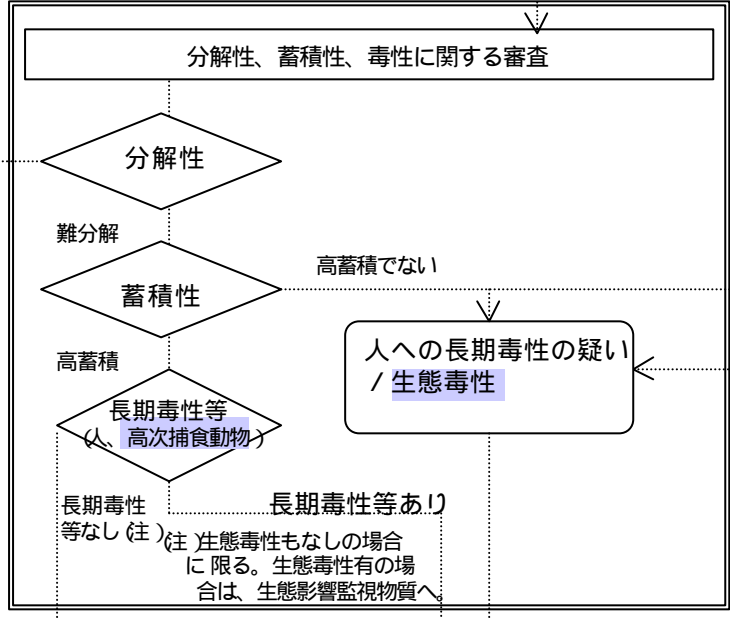 分解性、蓄積性、毒性に関する審査
分解性
難分解
高蓄積でない
蓄積性
人への長期毒性の疑い
/ 生態毒性
高蓄積
長期毒性等
(人、高次捕食動物)
長期毒性等あり
長期毒性
等なし(注)
(注)生態毒性もなしの場合
に限る。生態毒性有の場
合は、生態影響監視物質へ。